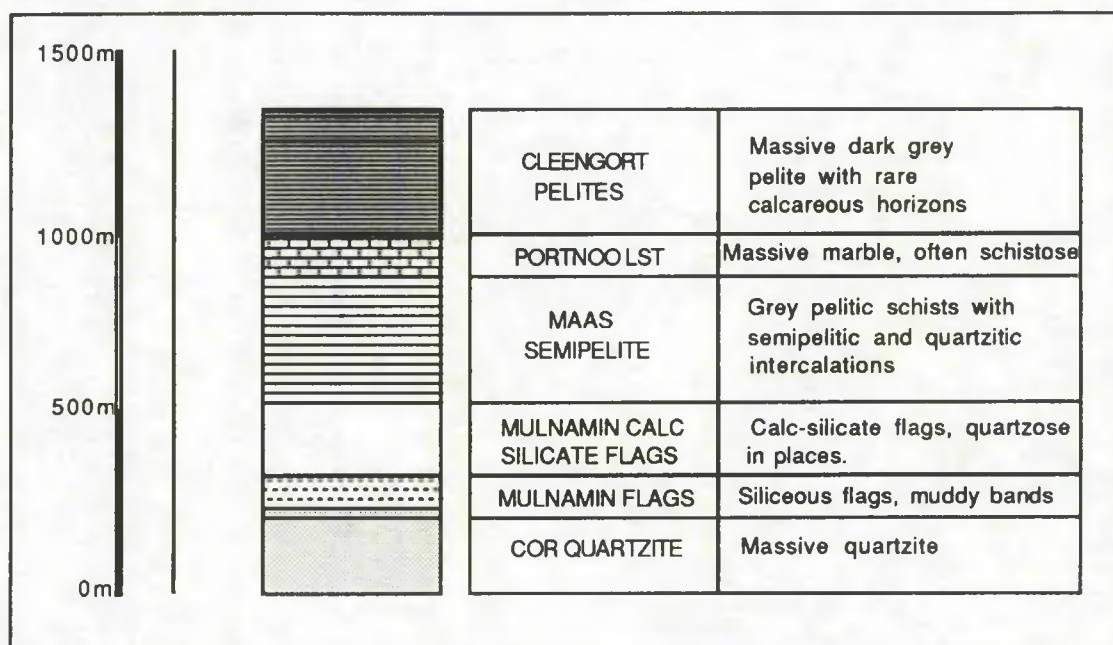 1500m
CLEENGORT
PELITES
Massive dark grey
pelite with rare
calcareous horizons
1000m
PORTNOO LST
Massive marble, often schistose
MAAS
SEMIPELITE
Grey pelitic schists with
semipelitic and quartzitic
intercalations
500m
MULNAMIN CALC
SILICATE FLAGS
Calc-silicate flags, quartzose
in places.
MULNAMIN FLAGS
Siliceous flags, muddy bands
COR QUARTZITE
Massive quartzite
0m